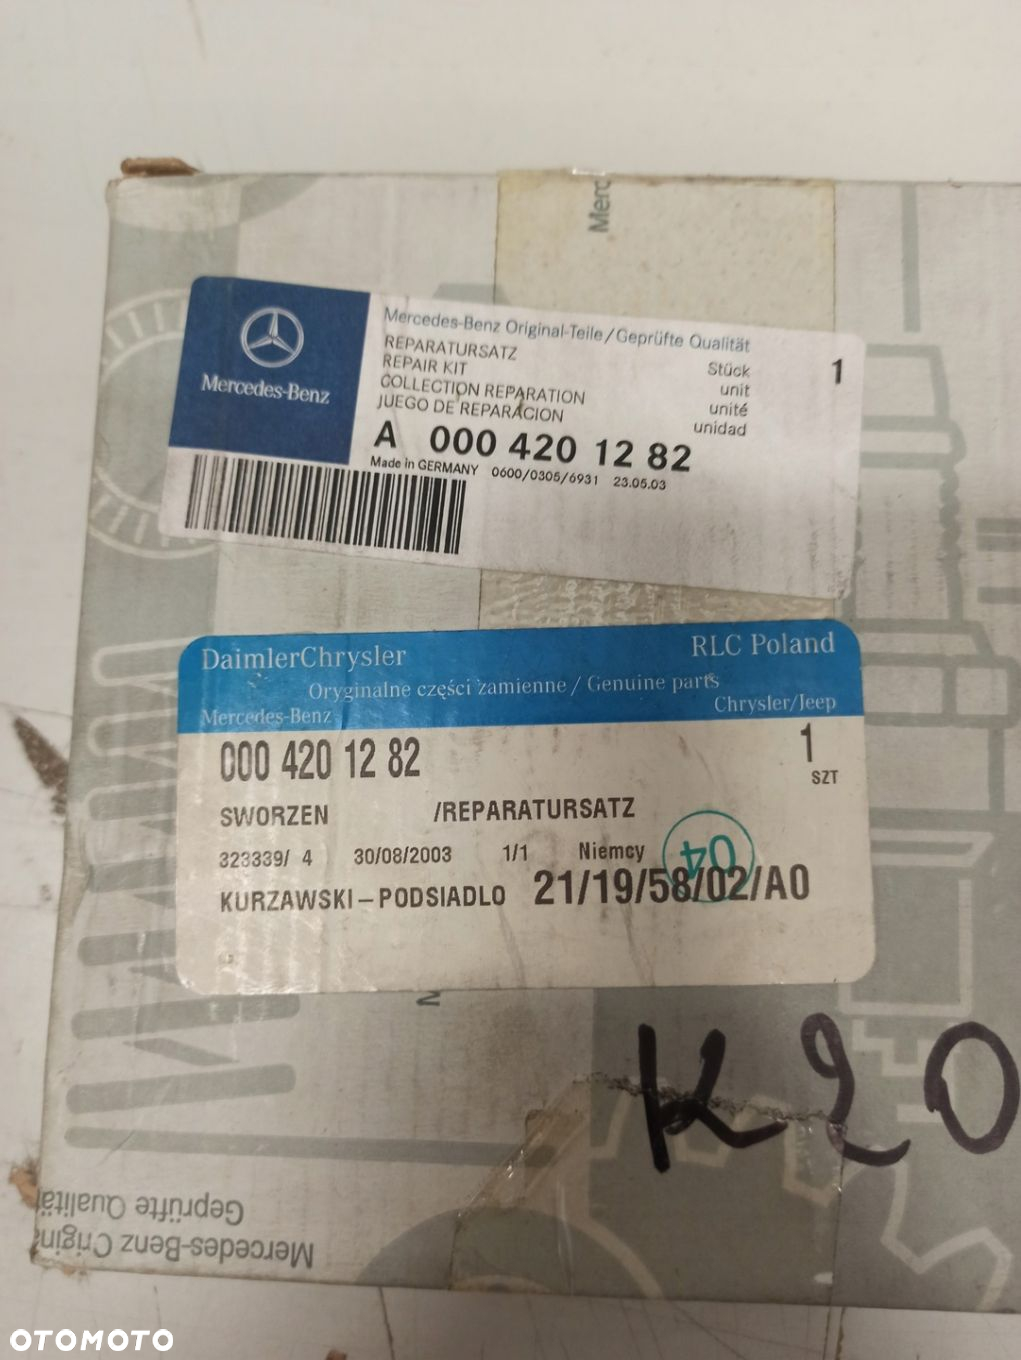 Merc
Mercedes-Benz
Mercedes-Benz Original-Teile/Geprüfte Qualität
REPARATURSATZ
REPAIR KIT
COLLECTION REPARATION
JUEGO DE REPARACION
Stück
unit
unité
unidad
1
A 000 420 12 82
Made in GERMANY 0600/0305/6931 23.05.03
DaimlerChrysler RLC Poland
Oryginalne części zamienne / Genuine parts
Mercedes-Benz Chrysler/Jeep
000 420 12 82 1
SZT
SWORZEN /REPARATURSATZ
323339/ 4 30/08/2003 1/1 Niemcy 04
KURZAWSKI-PODSIADLO 21/19/58/02/A0
K20
Geprüfte Qualität
Mercedes-Benz Origin
OTOMOTO